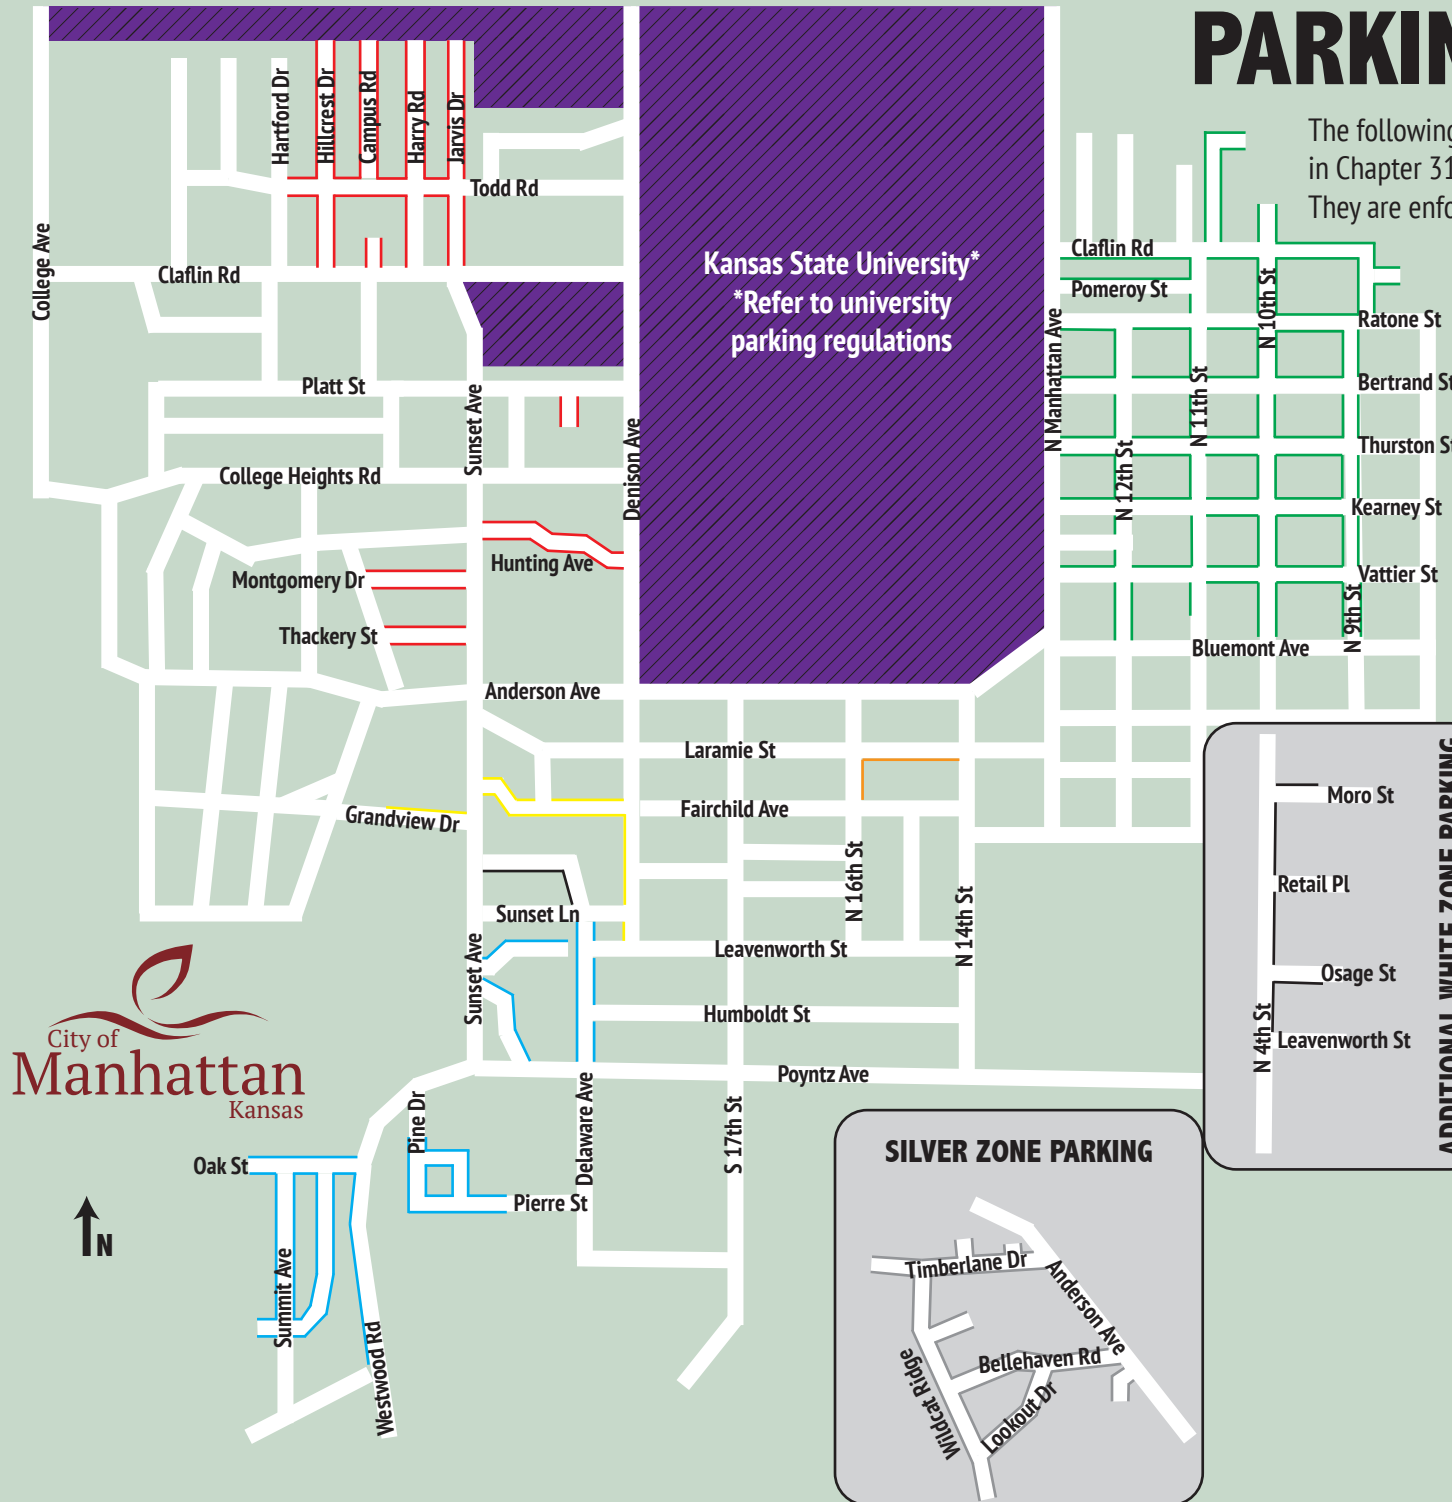 PARKIN
The following
in Chapter 31
They are enfo
Hartford Dr
Hillcrest Dr
Campus Rd
Harry Rd
Jarvis Dr
Todd Rd
College Ave
Claflin Rd
Kansas State University*
*Refer to university
parking regulations
Claflin Rd
Pomeroy St
N 10th St
Ratone St
N Manhattan Ave
Platt St
Sunset Ave
Bertrand St
N 11th St
Denison Ave
Thurston St
N 12th St
College Heights Rd
Kearney St
Hunting Ave
Montgomery Dr
Vattier St
N 9th St
Thackery St
Bluemont Ave
Anderson Ave
Laramie St
Fairchild Ave
Grandview Dr
N 16th St
N 14th St
Sunset Ln
Leavenworth St
Sunset Ave
Humboldt St
Poyntz Ave
Moro St
Retail Pl
Osage St
N 4th St
Leavenworth St
ADDITIONAL WHITE ZONE PARKING
City of
Manhattan
Kansas
Pine Dr
Delaware Ave
S 17th St
Oak St
Pierre St
N
Summit Ave
Westwood Rd
SILVER ZONE PARKING
Timberlane Dr
Anderson Ave
Bellehaven Rd
Wildcat Ridge
Lookout Dr